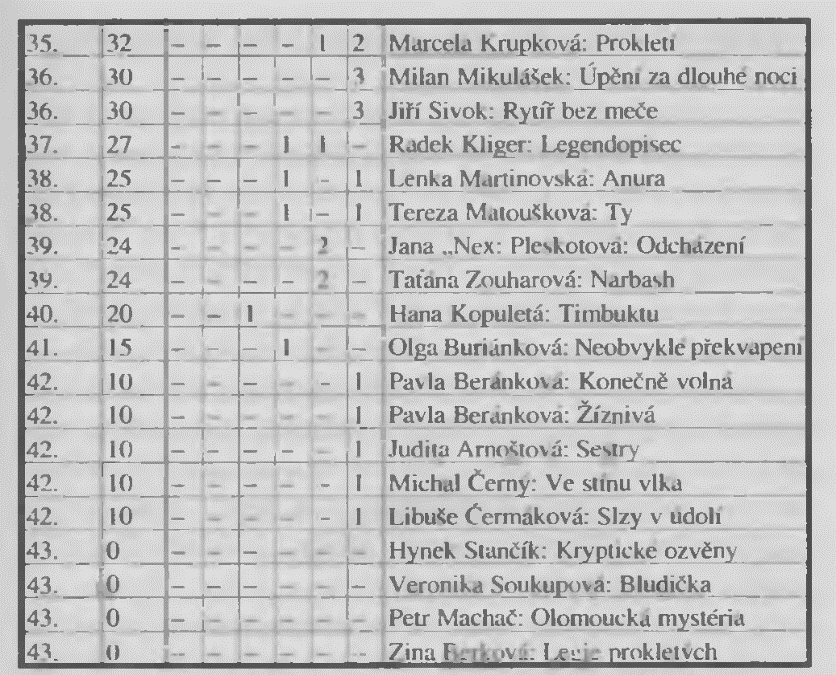 35. 32 – – – – 1 2 Marcela Krupková: Prokletí
36. 30 – – – – – 3 Milan Mikulášek: Úpění za dlouhé noci
36. 30 – – – – – 3 Jiří Sivok: Rytíř bez meče
37. 27 – – – 1 1 – Radek Kliger: Legendopisec
38. 25 – – – 1 – 1 Lenka Martinovská: Anura
38. 25 – – – 1 – 1 Tereza Matoušková: Ty
39. 24 – – – – 2 – Jana „Nex: Pleskotová: Odcházení
39. 24 – – – – 2 – Taťána Zouharová: Narbash
40. 20 – – 1 – – – Hana Kopuletá: Timbuktu
41. 15 – – – 1 – – Olga Buriánková: Neobvyklé překvapení
42. 10 – – – – – 1 Pavla Beránková: Konečně volná
42. 10 – – – – – 1 Pavla Beránková: Žíznivá
42. 10 – – – – – 1 Judita Arnoštová: Sestry
42. 10 – – – – – 1 Michal Černý: Ve stínu vlka
42. 10 – – – – – 1 Libuše Čermáková: Slzy v údolí
43. 0 – – – – – – Hynek Stančík: Kryptické ozvěny
43. 0 – – – – – – Veronika Soukupová: Bludička
43. 0 – – – – – – Petr Machač: Olomoucká mystéria
43. 0 – – – – – – Zina Berková: Legie prokletých